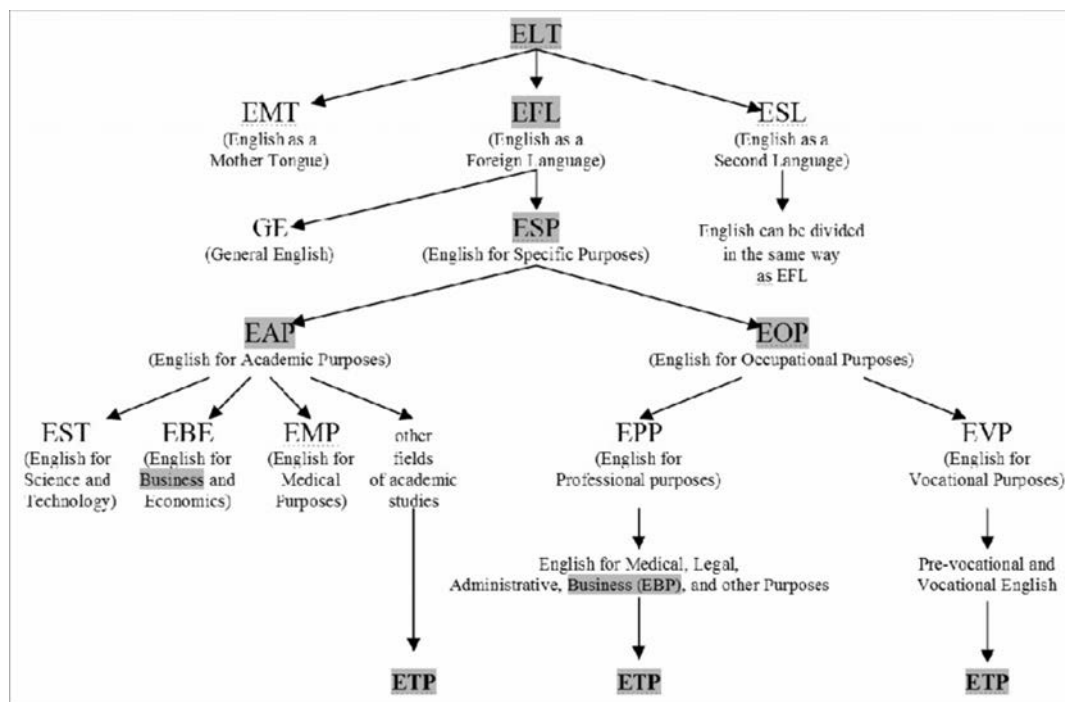 ELT
EMT
(English as a
Mother Tongue)
EFL
(English as a
Foreign Language)
ESL
(English as a
Second Language)
GE
(General English)
ESP
(English for Specific Purposes)
English can be divided
in the same way
as EFL
EAP
(English for Academic Purposes)
EOP
(English for Occupational Purposes)
EST
(English for
Science and
Technology)
EBE
(English for
Business and
Economics)
EMP
(English for
Medical
Purposes)
other
fields
of academic
studies
EPP
(English for
Professional purposes)
EVP
(English for
Vocational Purposes)
English for Medical, Legal,
Administrative, Business (EBP), and other Purposes
Pre-vocational and
Vocational English
ETP
ETP
ETP